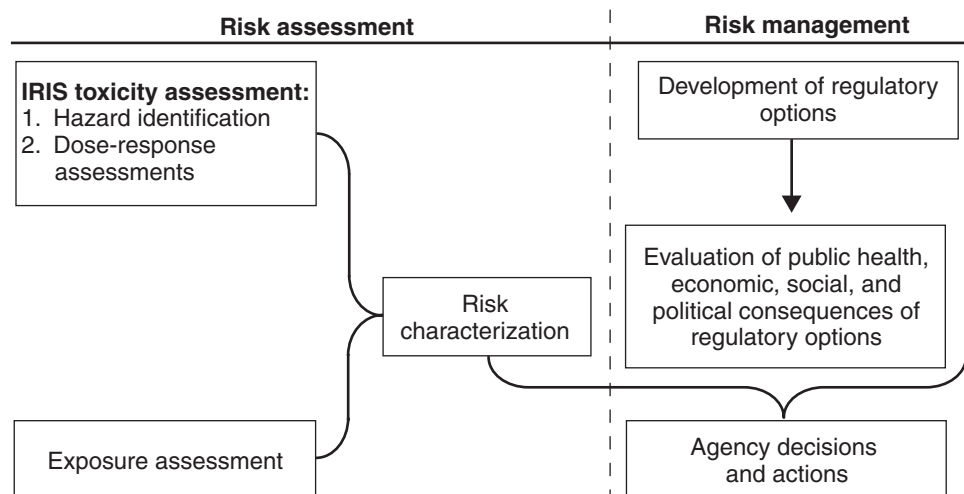 Risk assessment
Risk management
IRIS toxicity assessment:
1. Hazard identification
2. Dose-response
assessments
Development of regulatory
options
Evaluation of public health,
economic, social, and
political consequences of
regulatory options
Risk
characterization
Exposure assessment
Agency decisions
and actions